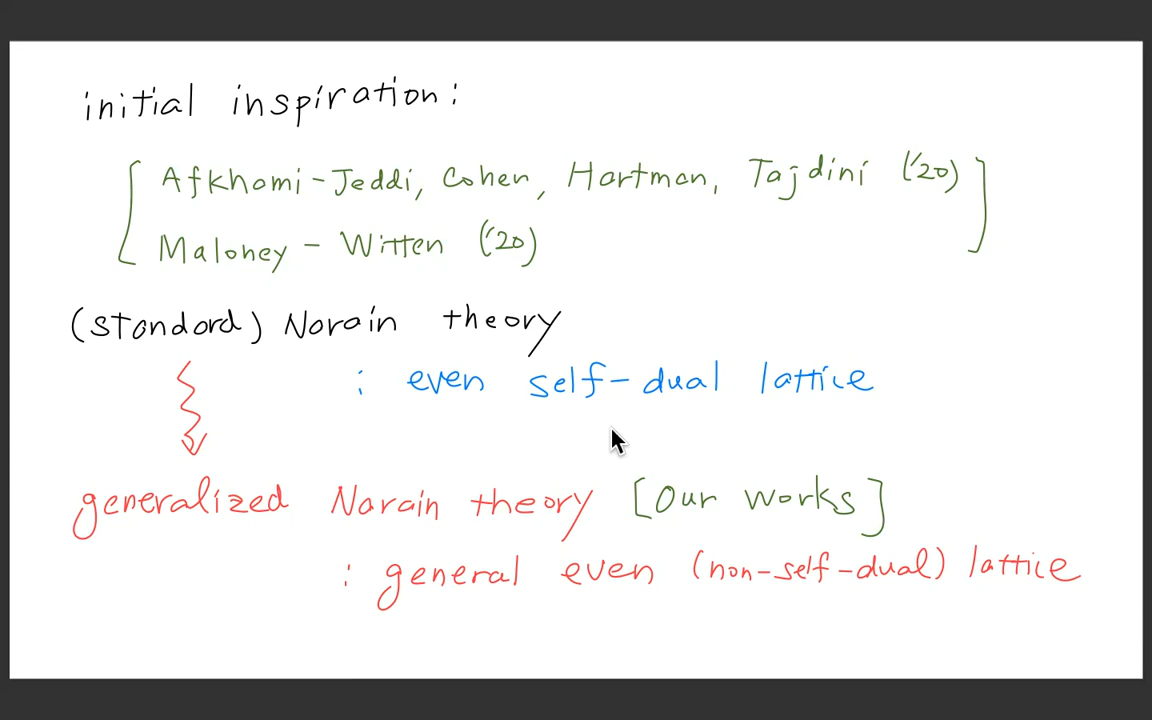 initial inspiration:
Afkhami-Jeddi, Cohen, Hartman, Tajdini ('20)
Maloney - Witten ('20)
(standard) Narain theory
: even self-dual lattice
generalized Narain theory [Our works]
: general even (non-self-dual) lattice